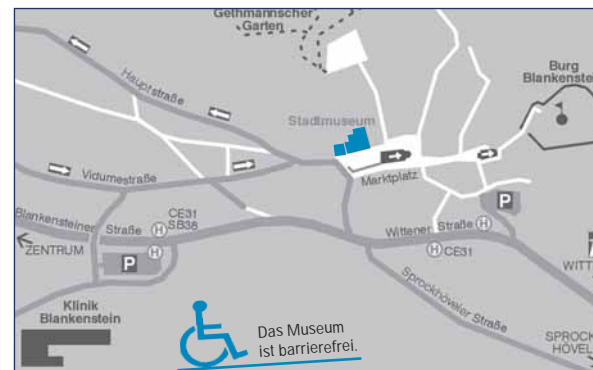 Gethmannscher
Garten
Burg
Blankenste
Hauptstraße
Stadtmuseum
Marktplatz
Vidumestraße
P
Blankensteiner Straße
H CE31
SB38
Wittener Straße H
H CE31
ZENTRUM
H
P
WITT
Sprockhöveler Straße
Klinik
Blankenstein
Das Museum
ist barrierefrei.
SPROCK
HÖVEL